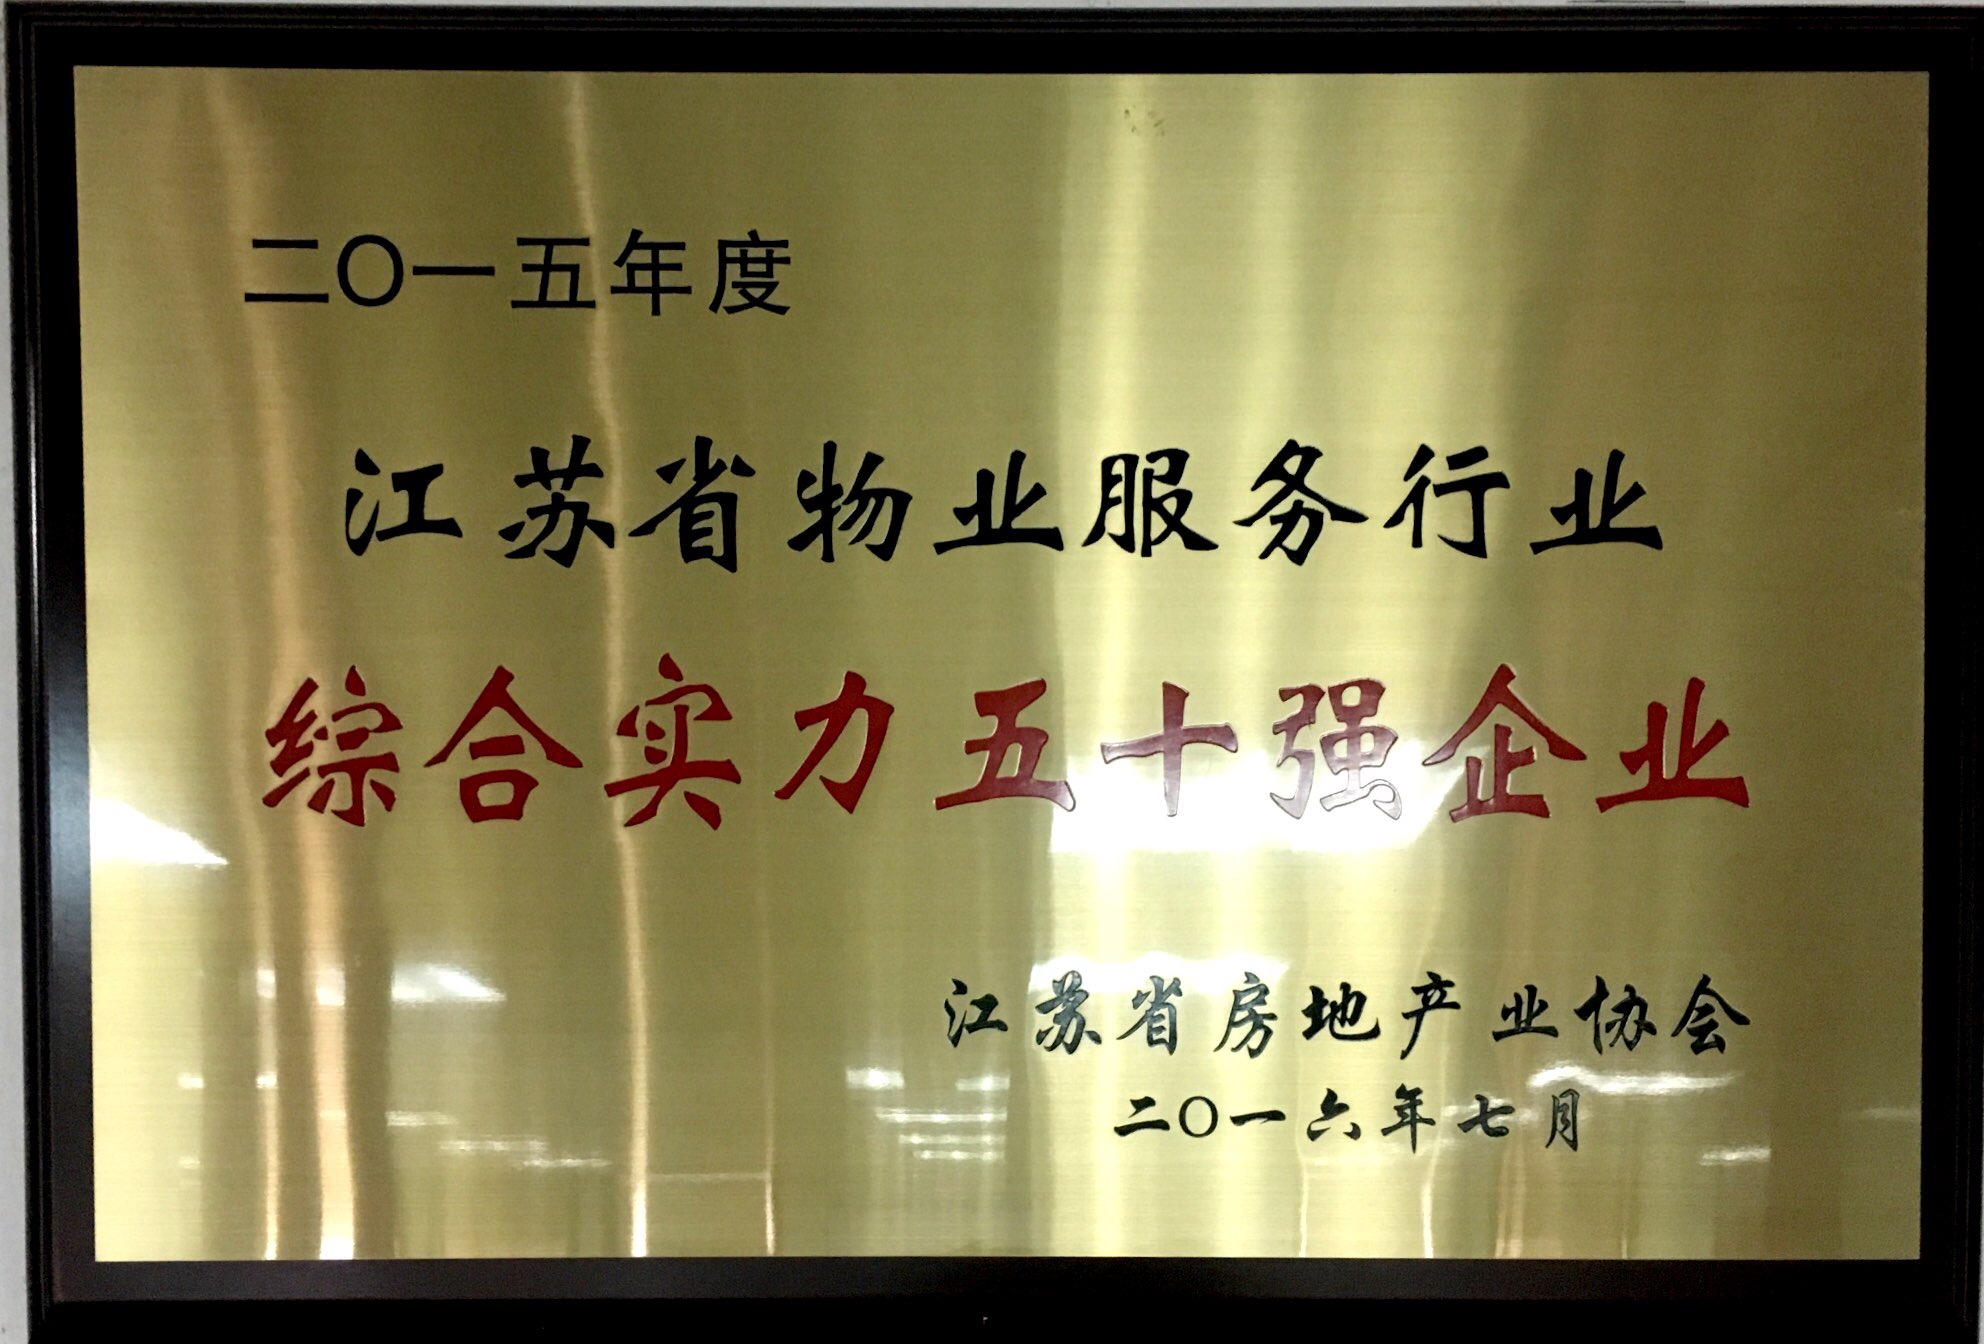 二〇一五年度
江苏省物业服务行业
综合实力五十强企业
江苏省房地产业协会
二〇一六年七月